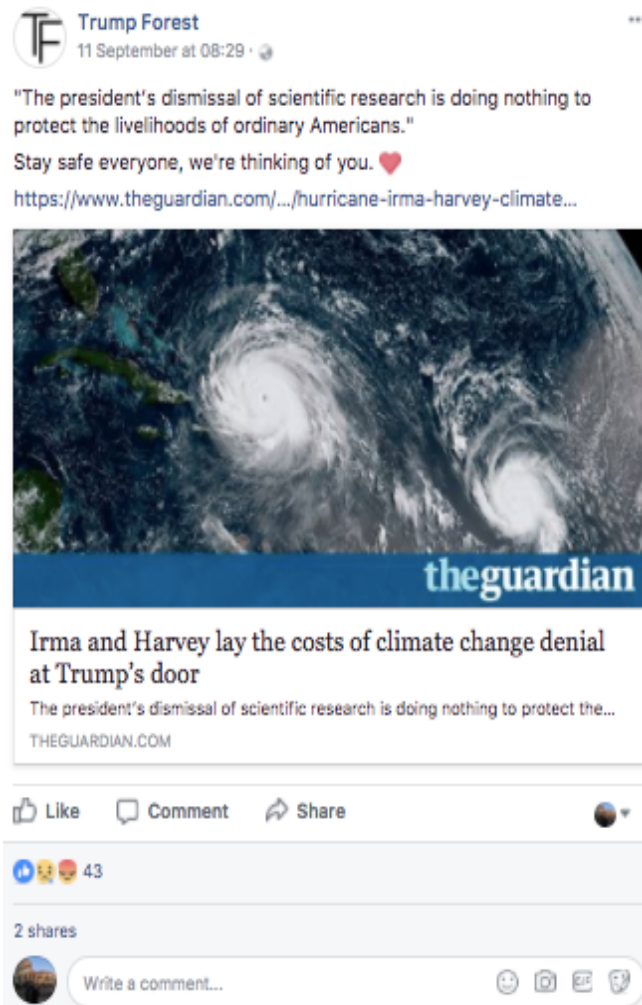 TF
Trump Forest
11 September at 08:29 ·
"The president's dismissal of scientific research is doing nothing to
protect the livelihoods of ordinary Americans."
Stay safe everyone, we're thinking of you.
https://www.theguardian.com/.../hurricane-irma-harvey-climate...
theguardian
Irma and Harvey lay the costs of climate change denial
at Trump's door
The president's dismissal of scientific research is doing nothing to protect the...
THEGUARDIAN.COM
Like Comment Share
43
2 shares
Write a comment...
GIF